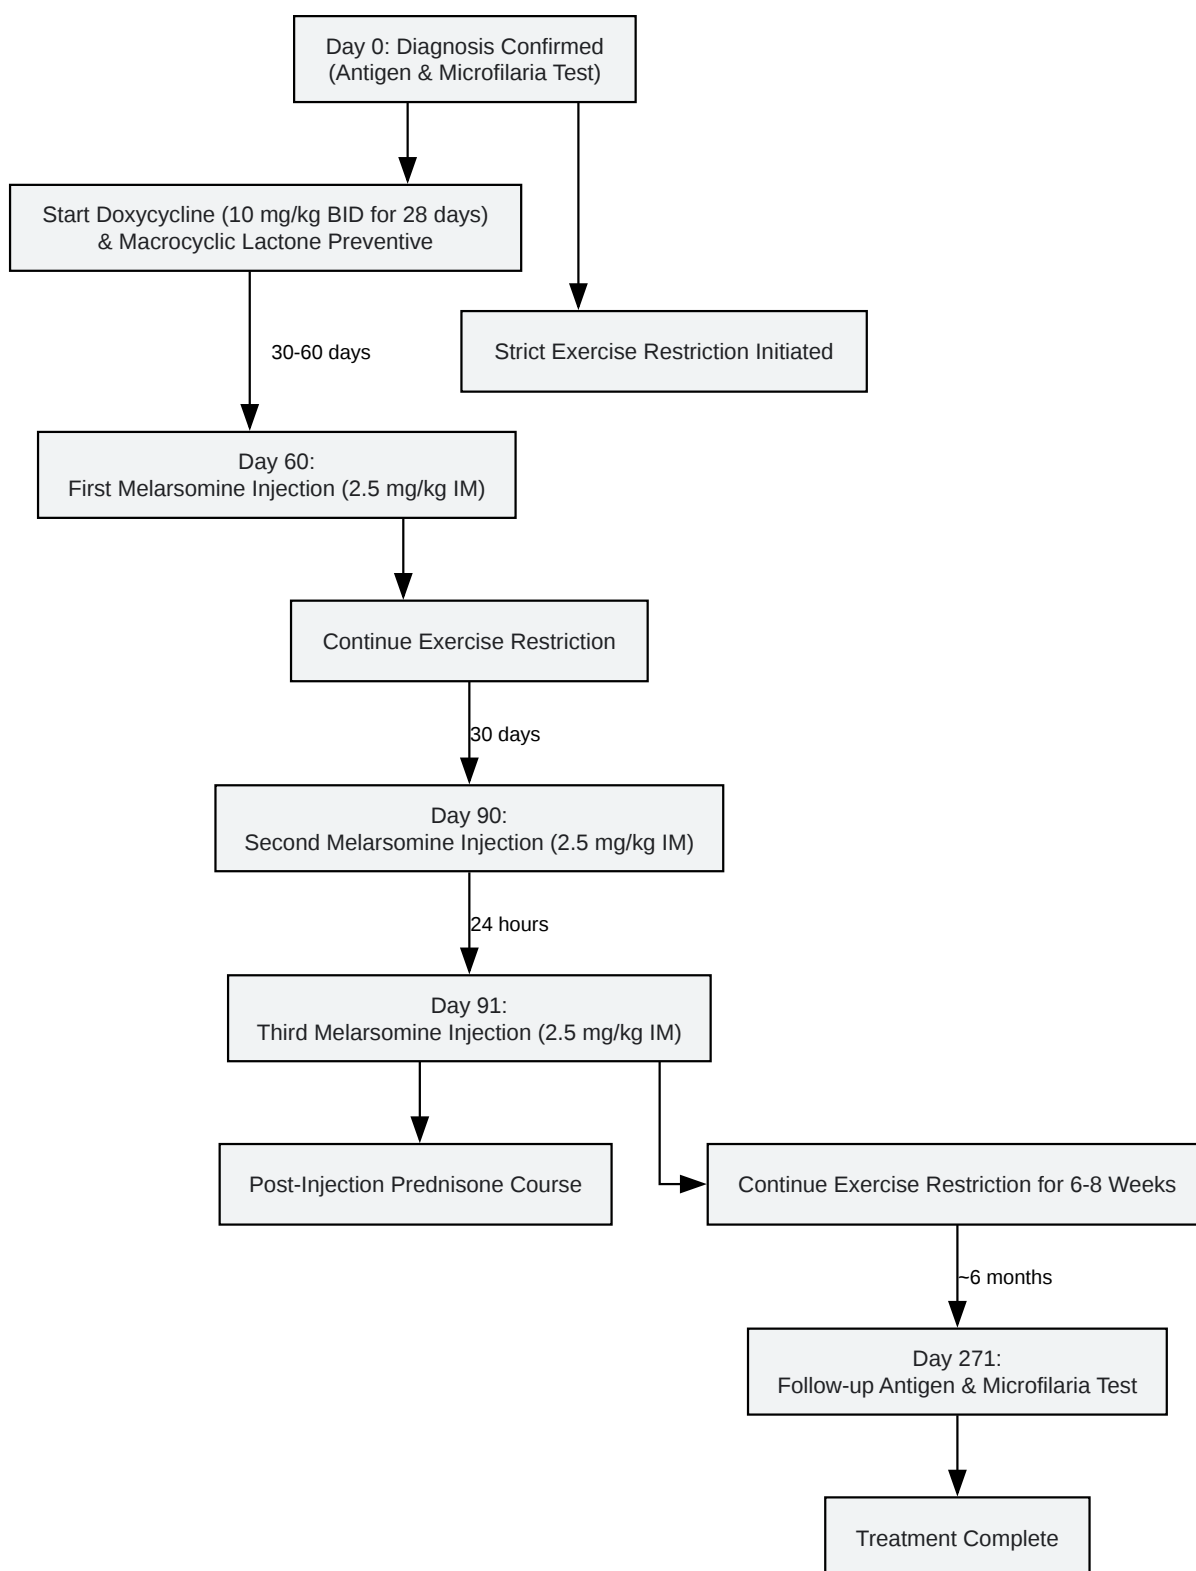 Day 0: Diagnosis Confirmed
(Antigen & Microfilaria Test)
Start Doxycycline (10 mg/kg BID for 28 days)
& Macrocyclic Lactone Preventive
Strict Exercise Restriction Initiated
30-60 days
Day 60:
First Melarsomine Injection (2.5 mg/kg IM)
Continue Exercise Restriction
30 days
Day 90:
Second Melarsomine Injection (2.5 mg/kg IM)
24 hours
Day 91:
Third Melarsomine Injection (2.5 mg/kg IM)
Post-Injection Prednisone Course
Continue Exercise Restriction for 6-8 Weeks
~6 months
Day 271:
Follow-up Antigen & Microfilaria Test
Treatment Complete